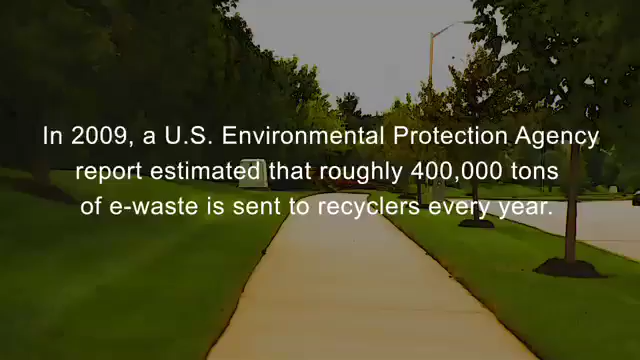 In 2009, a U.S. Environmental Protection Agency
report estimated that roughly 400,000 tons
of e-waste is sent to recyclers every year.